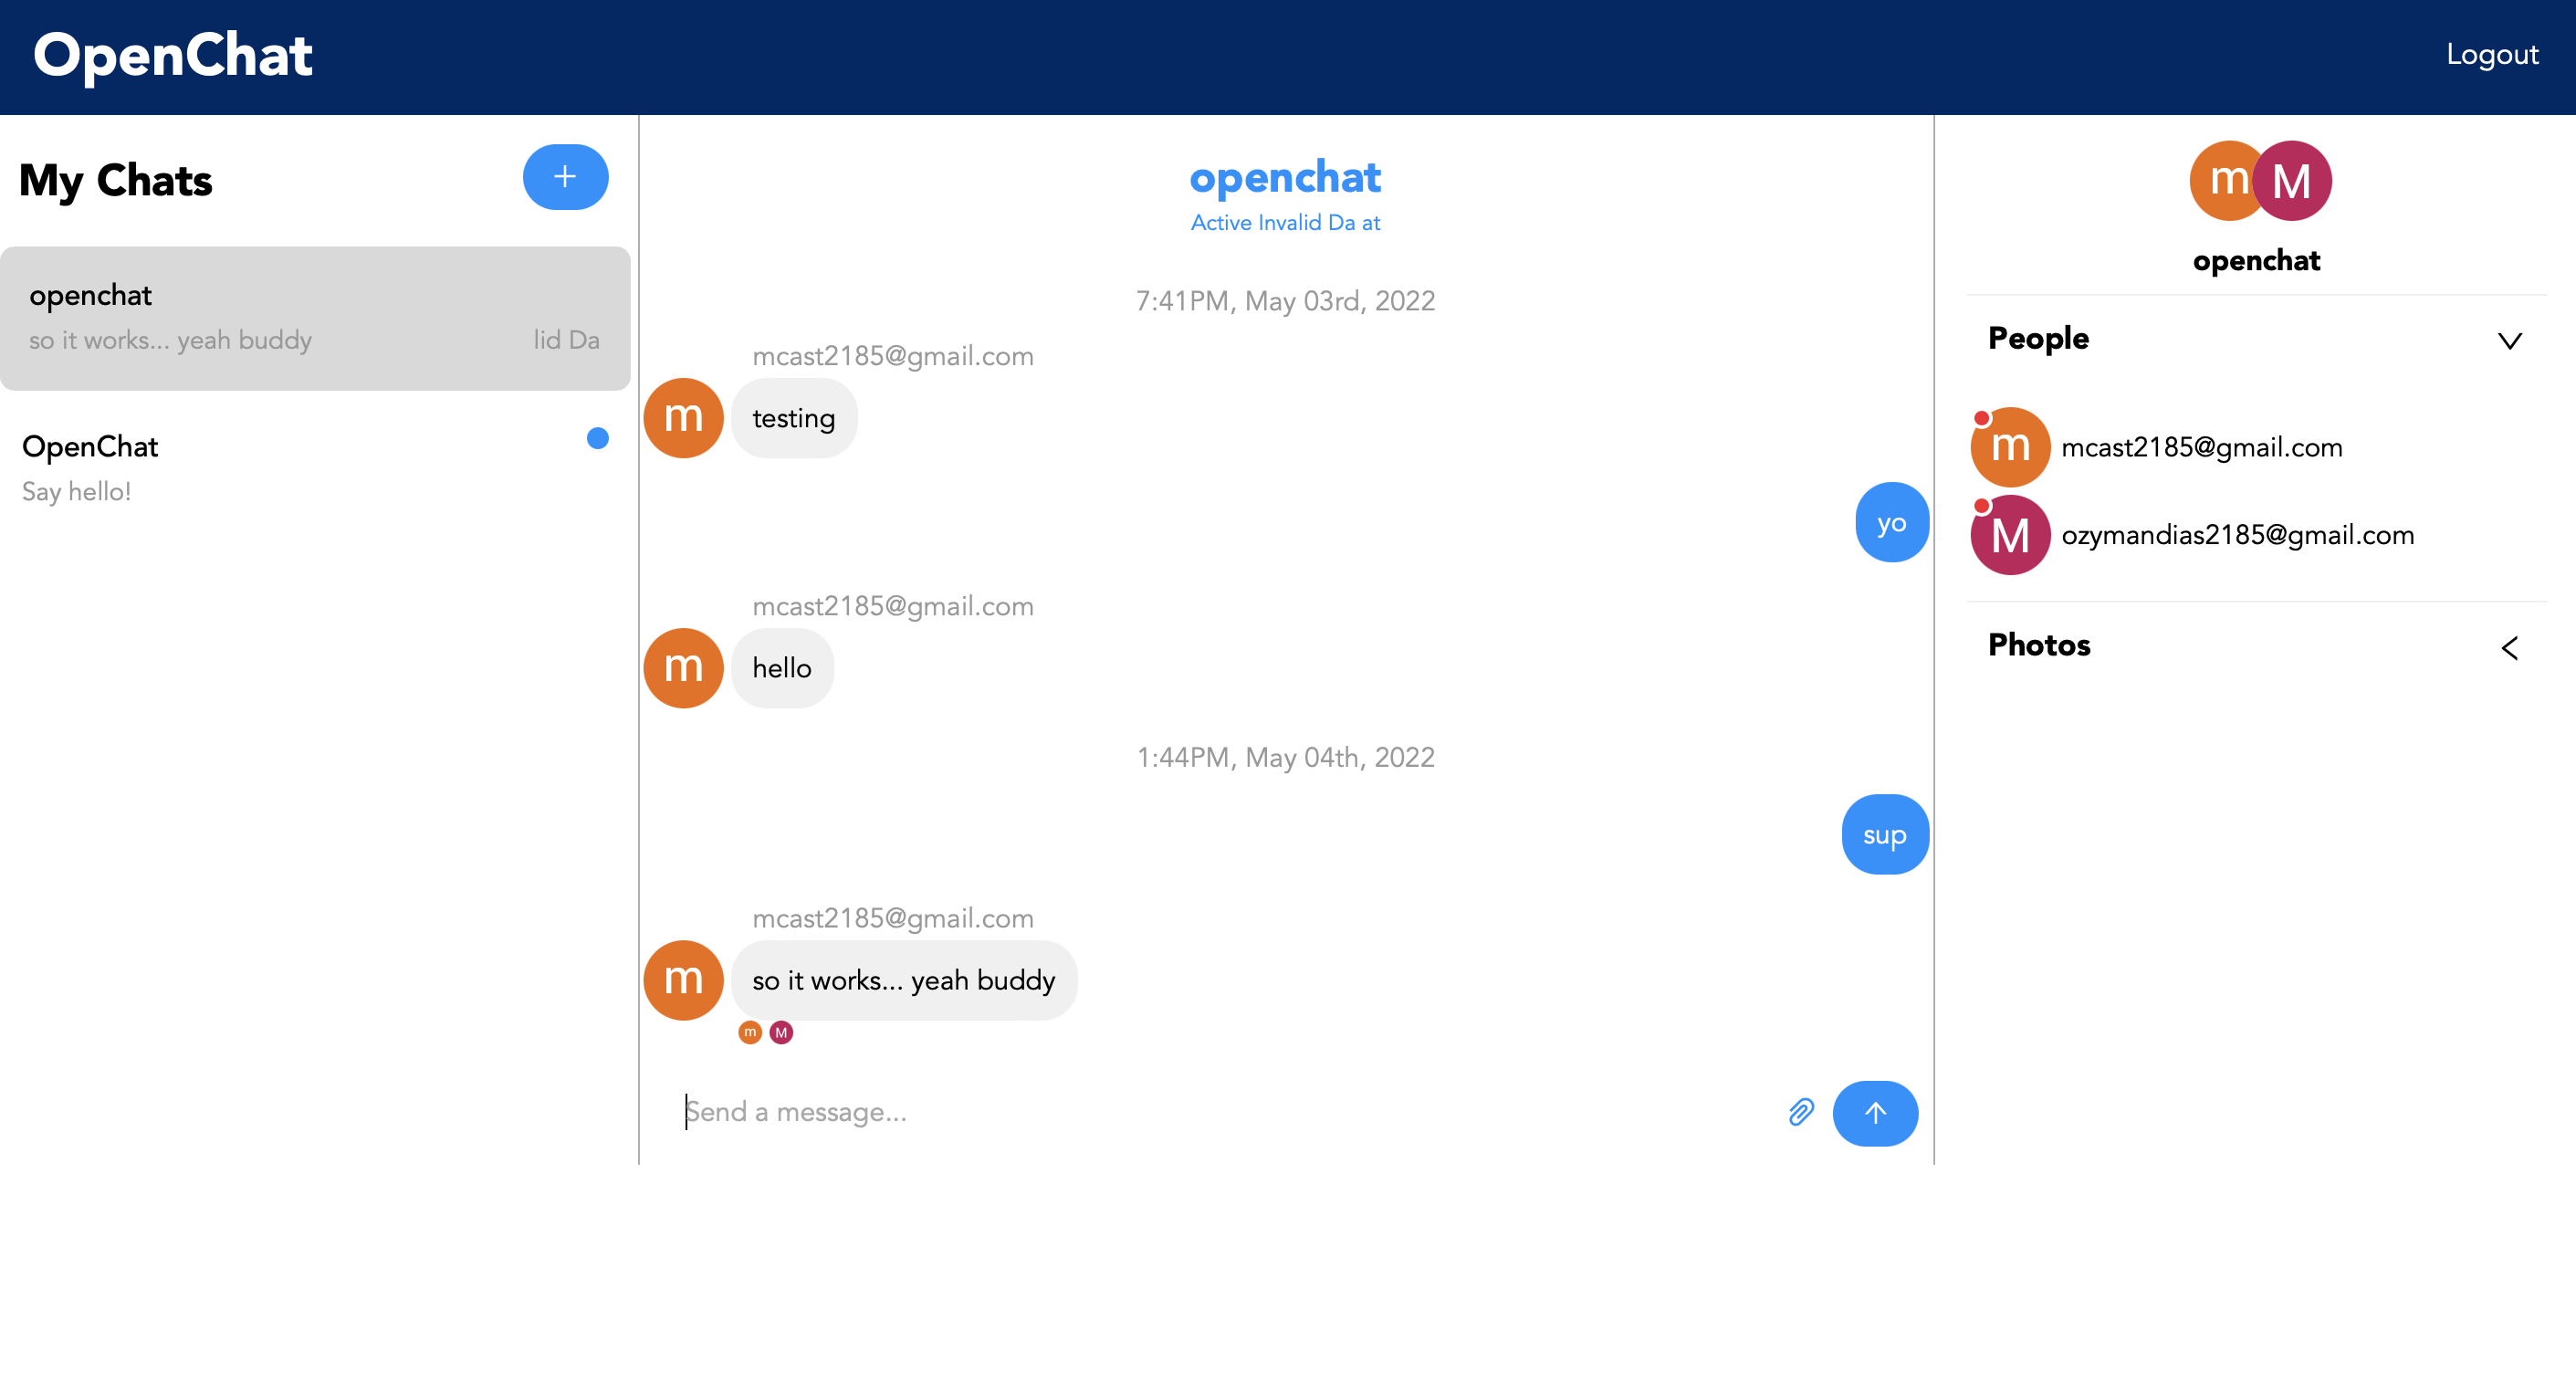 OpenChat
Logout
My Chats
+
openchat
so it works... yeah buddy
lid Da
OpenChat
Say hello!
openchat
Active Invalid Da at
7:41PM, May 03rd, 2022
mcast2185@gmail.com
m
testing
yo
mcast2185@gmail.com
m
hello
1:44PM, May 04th, 2022
sup
mcast2185@gmail.com
m
so it works... yeah buddy
m M
Send a message...
m M
openchat
People
m mcast2185@gmail.com
M ozymandias2185@gmail.com
Photos